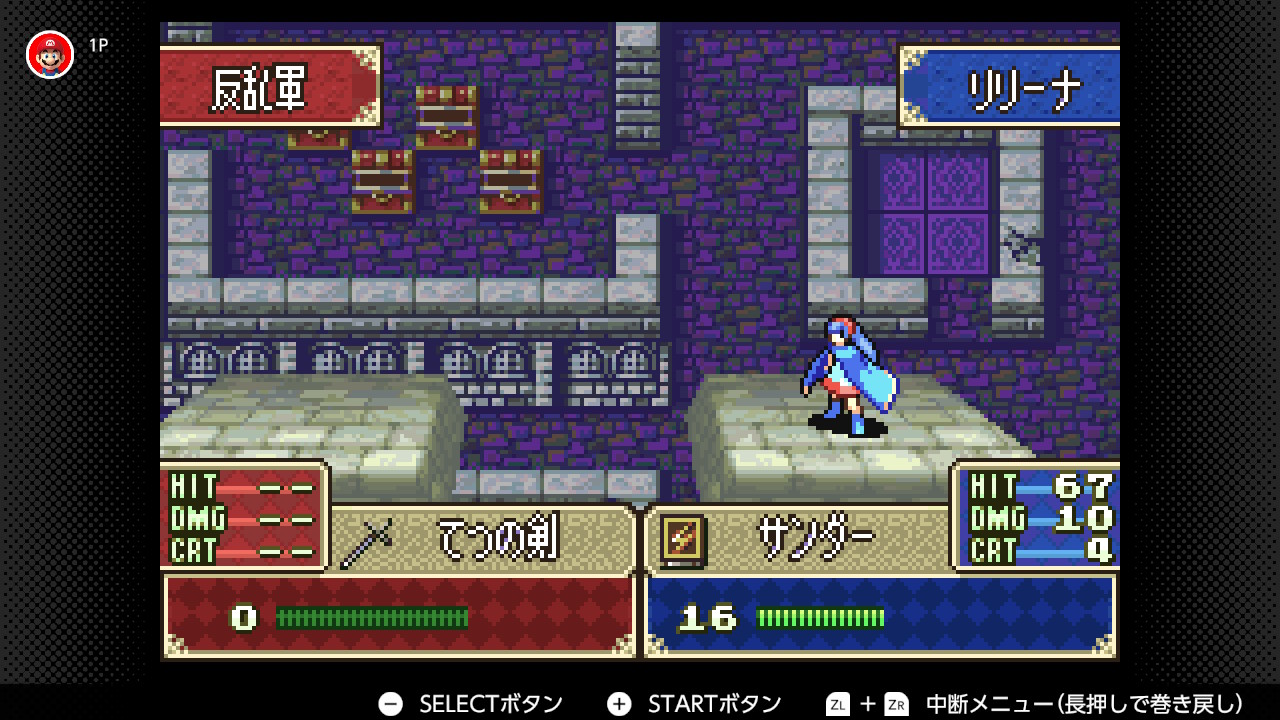 1P
反乱軍
リリーナ
HIT --
DMG --
CRT --
てつの剣
サンダー
HIT 67
DMG 10
CRT 4
0
16
SELECTボタン
STARTボタン
ZL + ZR 中断メニュー(長押しで巻き戻し)